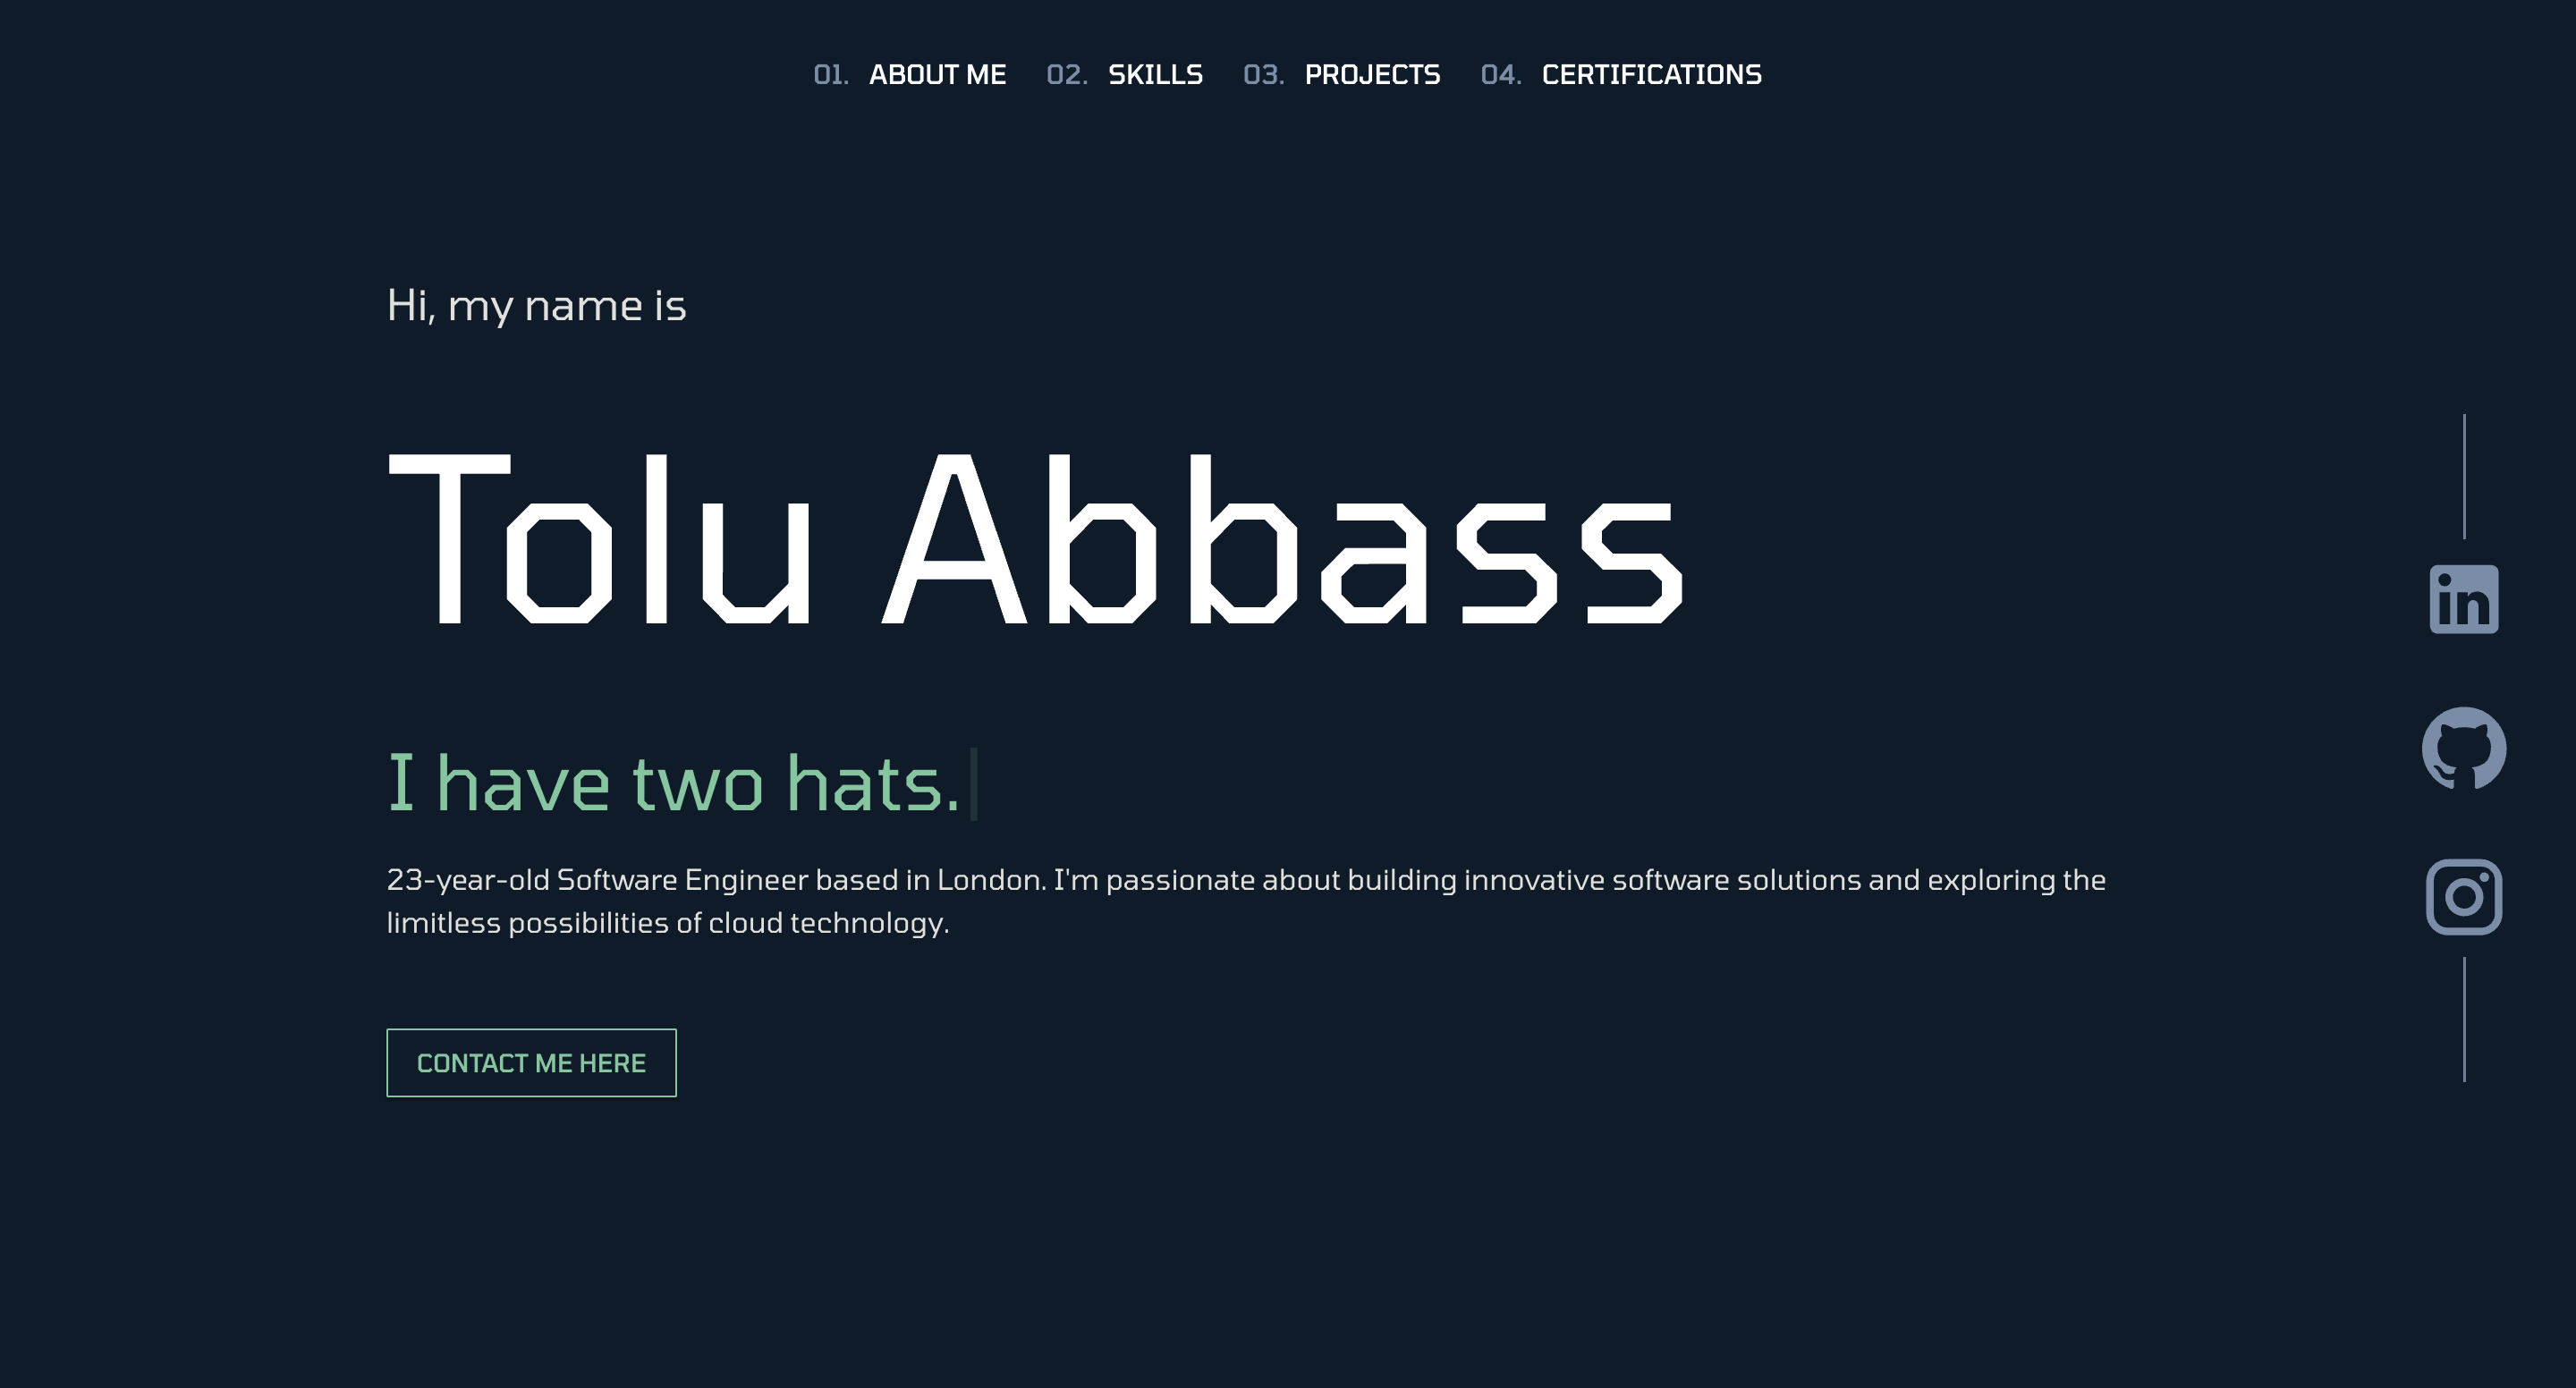 01. ABOUT ME 02. SKILLS 03. PROJECTS 04. CERTIFICATIONS
Hi, my name is
Tolu Abbass
I have two hats.
23-year-old Software Engineer based in London. I'm passionate about building innovative software solutions and exploring the
limitless possibilities of cloud technology.
CONTACT ME HERE
in